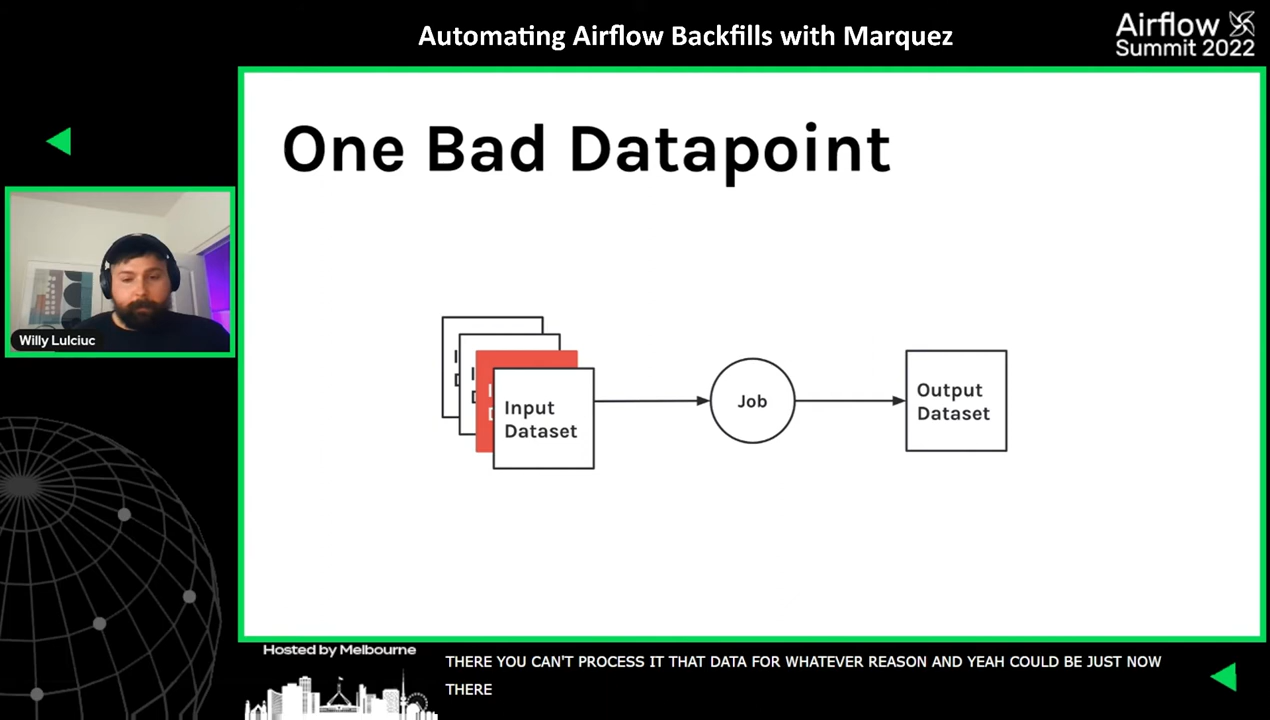 Automating Airflow Backfills with Marquez
Airflow
Summit 2022
One Bad Datapoint
Willy Lulciuc
Input
Dataset
Job
Output
Dataset
Hosted by Melbourne
THERE YOU CAN'T PROCESS IT THAT DATA FOR WHATEVER REASON AND YEAH COULD BE JUST NOW
THERE